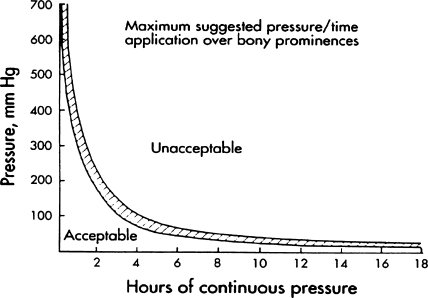 Maximum suggested pressure/time
application over bony prominences
Pressure, mm Hg
700
600
500
400
300
200
100
Unacceptable
Acceptable
2 4 6 8 10 12 14 16 18
Hours of continuous pressure